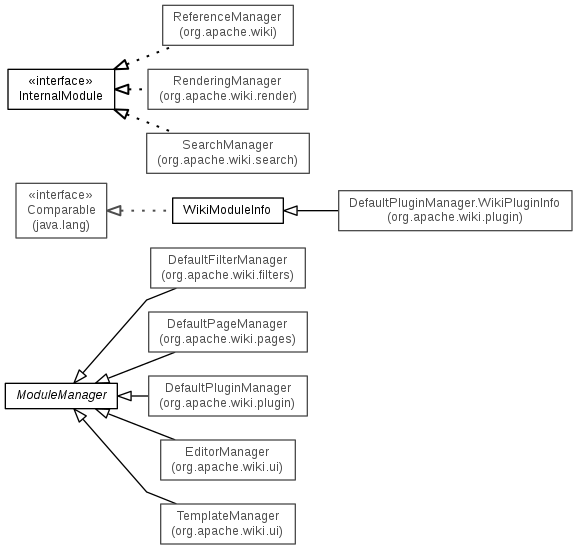 ReferenceManager
(org.apache.wiki)
«interface»
InternalModule
RenderingManager
(org.apache.wiki.render)
SearchManager
(org.apache.wiki.search)
«interface»
Comparable
(java.lang)
WikiModuleInfo
DefaultPluginManager.WikiPluginInfo
(org.apache.wiki.plugin)
DefaultFilterManager
(org.apache.wiki.filters)
DefaultPageManager
(org.apache.wiki.pages)
ModuleManager
DefaultPluginManager
(org.apache.wiki.plugin)
EditorManager
(org.apache.wiki.ui)
TemplateManager
(org.apache.wiki.ui)